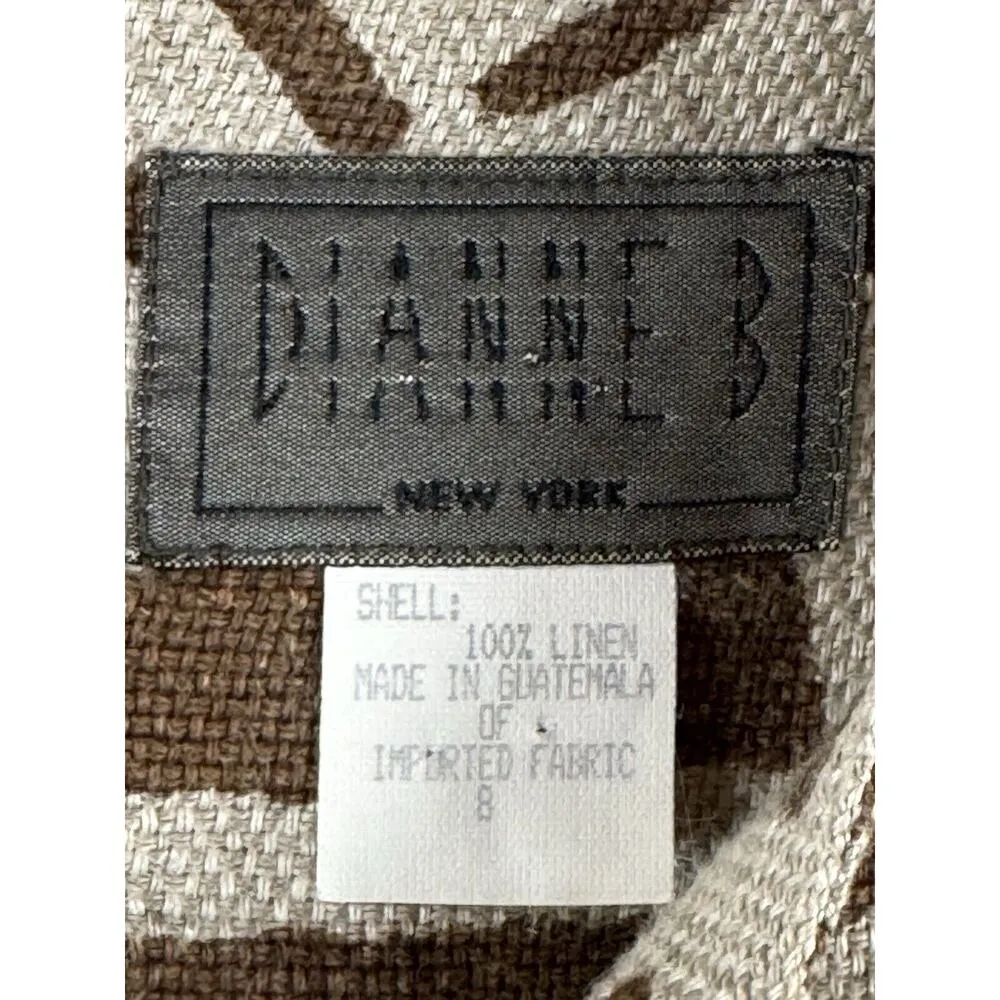 DIANNE B
NEW YORK
SHELL:
100% LINEN
MADE IN GUATEMALA
OF
IMPORTED FABRIC
8